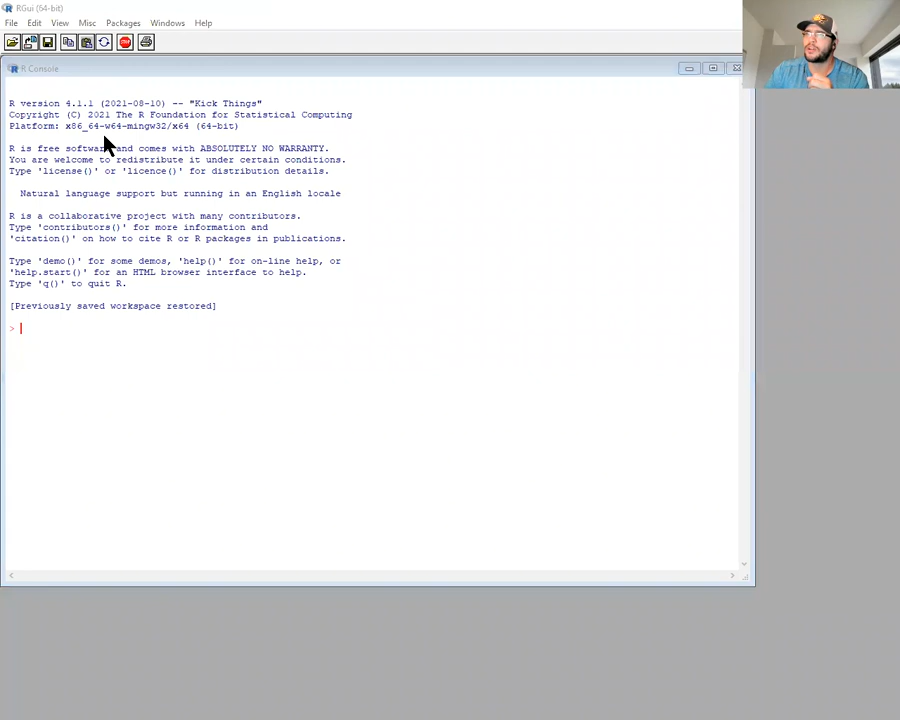 RGui (64-bit)
File Edit View Misc Packages Windows Help
STOP
R Console
R version 4.1.1 (2021-08-10) -- "Kick Things"
Copyright (C) 2021 The R Foundation for Statistical Computing
Platform: x86_64-w64-mingw32/x64 (64-bit)
R is free software and comes with ABSOLUTELY NO WARRANTY.
You are welcome to redistribute it under certain conditions.
Type 'license()' or 'licence()' for distribution details.
Natural language support but running in an English locale
R is a collaborative project with many contributors.
Type 'contributors()' for more information and
'citation()' on how to cite R or R packages in publications.
Type 'demo()' for some demos, 'help()' for on-line help, or
'help.start()' for an HTML browser interface to help.
Type 'q()' to quit R.
[Previously saved workspace restored]
>